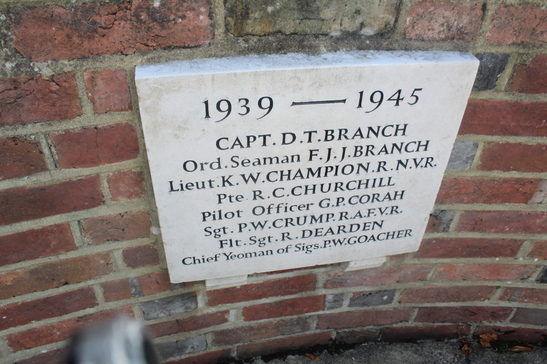 1939 — 1945
CAPT. D.T. BRANCH
Ord. Seaman F.J.J. BRANCH
Lieut. K.W. CHAMPION. R.N.V.R.
Pte. R.C. CHURCHILL
Pilot Officer G.P. CORAH
Sgt. P.W. CRUMP. R.A.F.V.R.
Flt. Sgt. R. DEARDEN
Chief Yeoman of Sigs. P.W. GOACHER